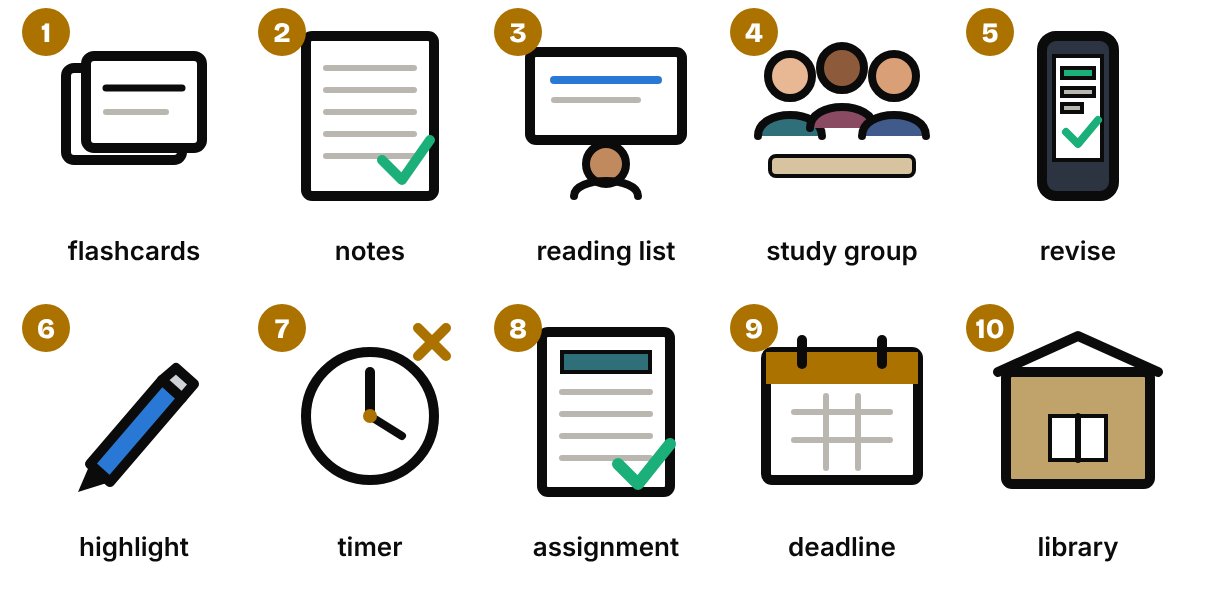 1
flashcards
2
notes
3
reading list
4
study group
5
revise
6
highlight
7
timer
8
assignment
9
deadline
10
library